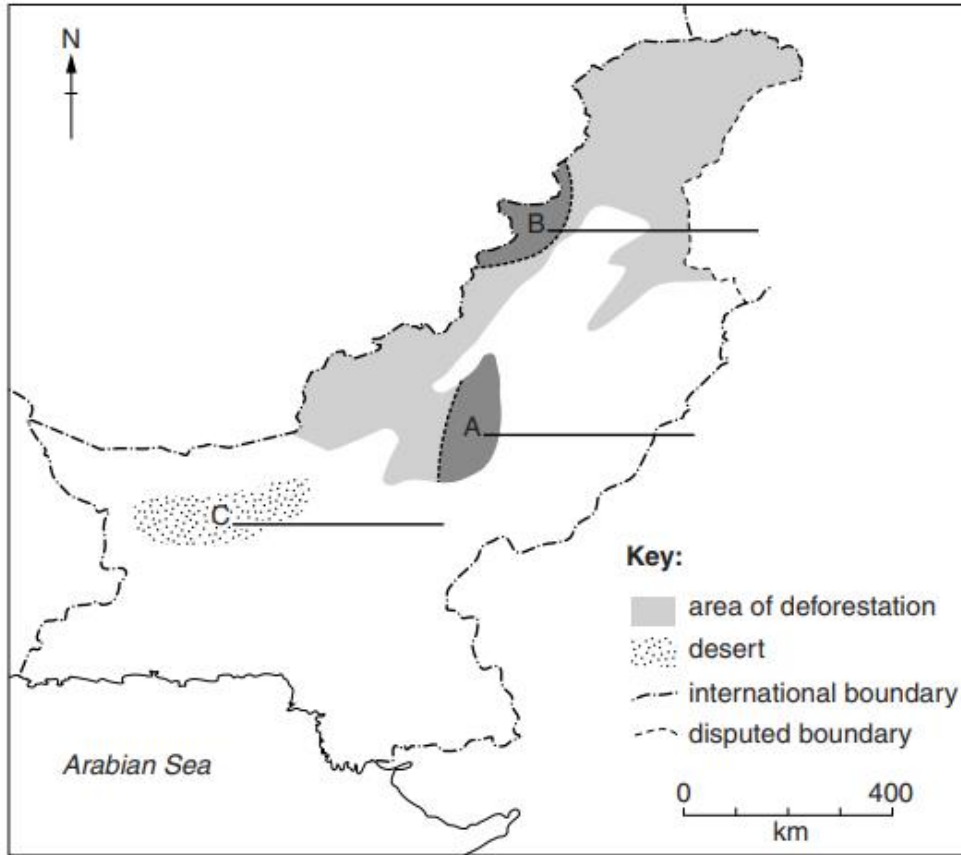 N
B
A
C
Key:
area of deforestation
desert
international boundary
disputed boundary
Arabian Sea
0 400
km